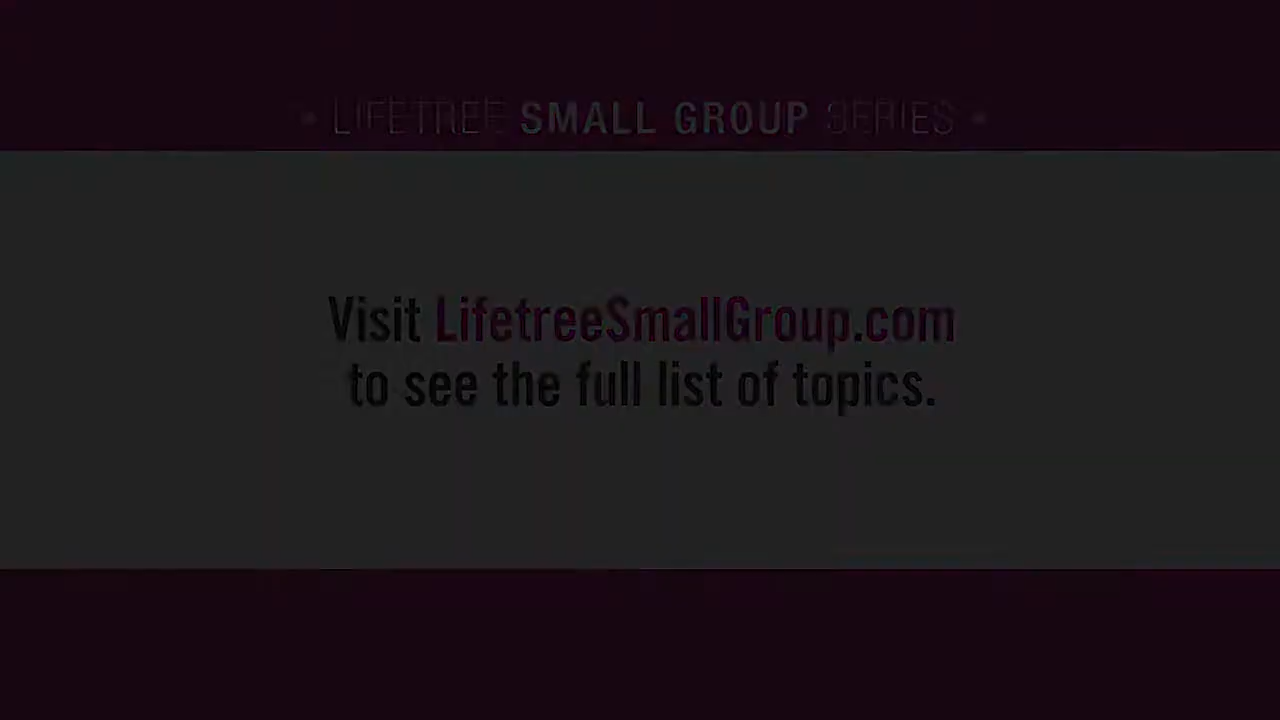 • LIFETREE SMALL GROUP SERIES •
Visit LifetreeSmallGroup.com
to see the full list of topics.